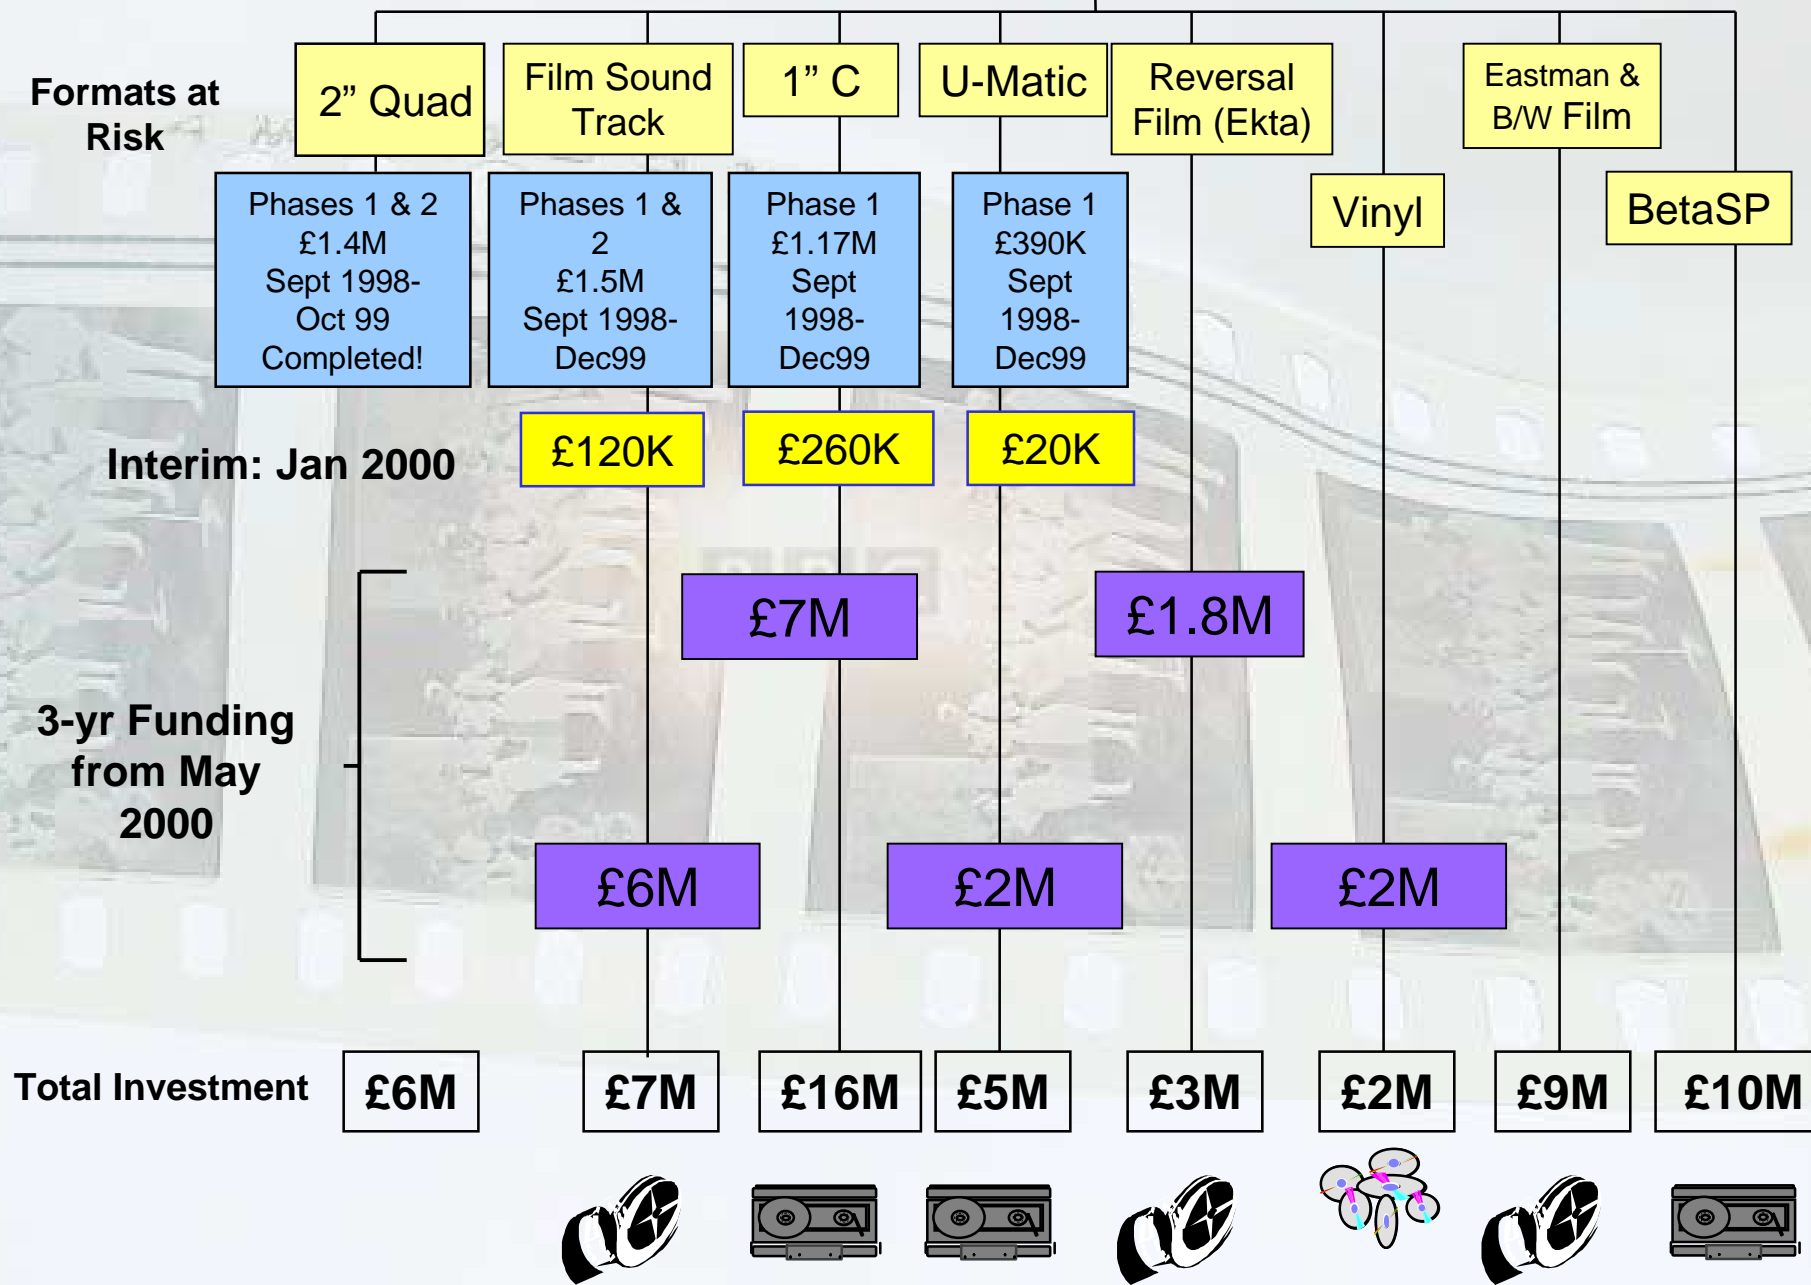 Formats at
Risk
2” Quad
Film Sound
Track
1” C
U-Matic
Reversal
Film (Ekta)
Eastman &
B/W Film
Vinyl
BetaSP
Phases 1 & 2
£1.4M
Sept 1998-
Oct 99
Completed!
Phases 1 &
2
£1.5M
Sept 1998-
Dec99
Phase 1
£1.17M
Sept
1998-
Dec99
Phase 1
£390K
Sept
1998-
Dec99
Interim: Jan 2000
£120K
£260K
£20K
3-yr Funding
from May
2000
£7M
£1.8M
£6M
£2M
£2M
Total Investment
£6M
£7M
£16M
£5M
£3M
£2M
£9M
£10M